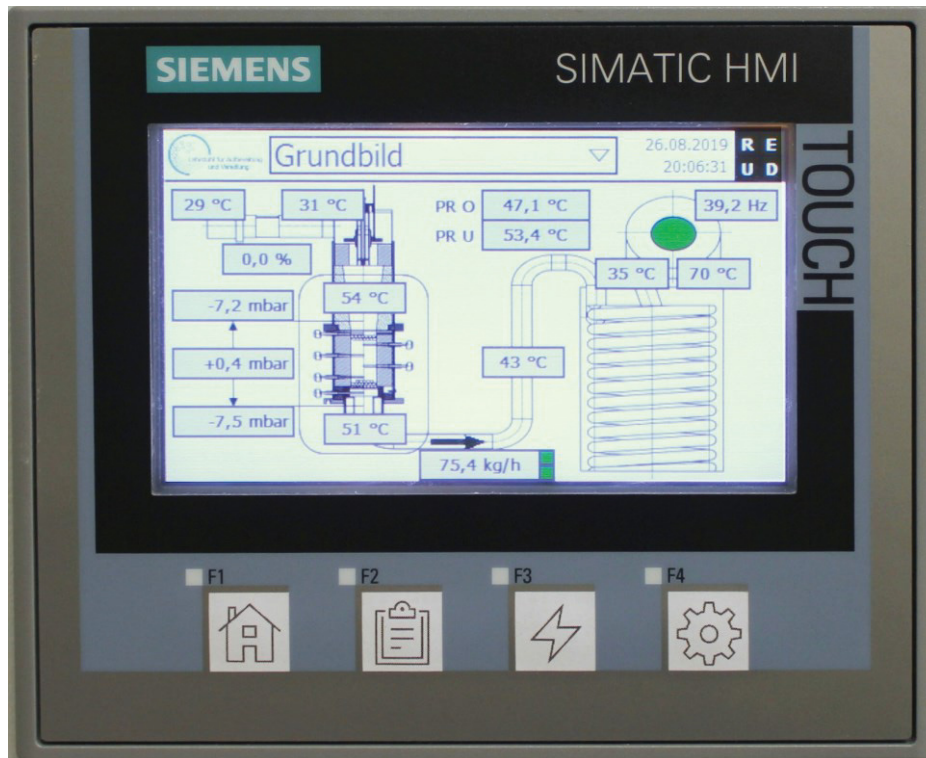 SIEMENS
SIMATIC HMI
TOUCH
Grundbild
26.08.2019
20:06:31
R E
U D
29 °C
31 °C
PR O
47,1 °C
39,2 Hz
PR U
53,4 °C
0,0 %
35 °C
70 °C
-7,2 mbar
54 °C
+0,4 mbar
43 °C
-7,5 mbar
51 °C
75,4 kg/h
F1
F2
F3
F4